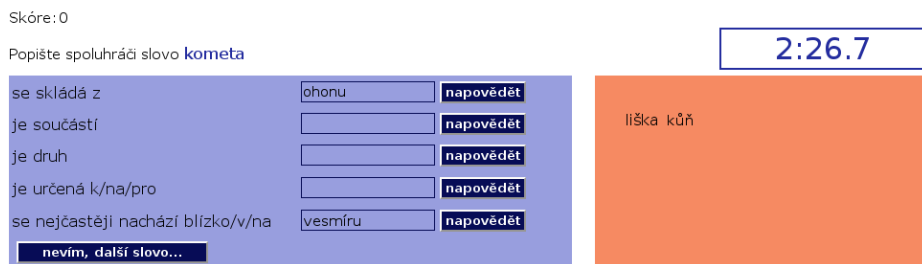 Skóre:0
Popište spoluhráči slovo kometa
2:26.7
se skládá z ohonu napovědět
je součástí napovědět
je druh napovědět
je určená k/na/pro napovědět
se nejčastěji nachází blízko/v/na vesmíru napovědět
nevím, další slovo...
liška kůň